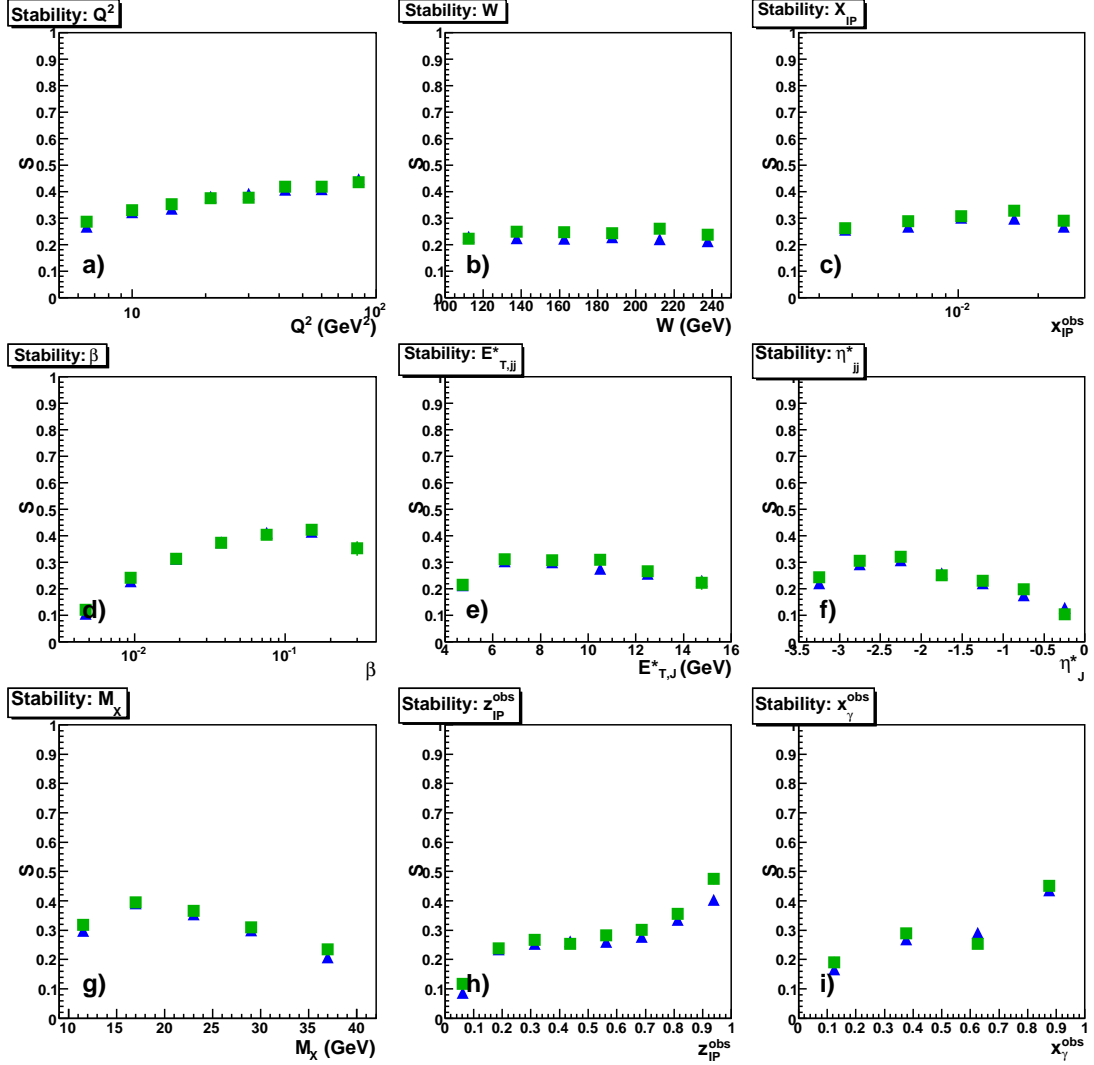 Stability: Q²
1
0.9
0.8
0.7
0.6
0.5
0.4
0.3
0.2
0.1
0
S
a)
10 10²
Q² (GeV²)
Stability: W
1
0.9
0.8
0.7
0.6
0.5
0.4
0.3
0.2
0.1
0
S
b)
100 120 140 160 180 200 220 240
W (GeV)
Stability: X_IP
1
0.9
0.8
0.7
0.6
0.5
0.4
0.3
0.2
0.1
0
S
c)
10⁻²
x_IP^obs
Stability: β
1
0.9
0.8
0.7
0.6
0.5
0.4
0.3
0.2
0.1
0
S
d)
10⁻² 10⁻¹
β
Stability: E*_T,jj
1
0.9
0.8
0.7
0.6
0.5
0.4
0.3
0.2
0.1
0
S
e)
4 6 8 10 12 14 16
E*_T,J (GeV)
Stability: η*_jj
1
0.9
0.8
0.7
0.6
0.5
0.4
0.3
0.2
0.1
0
S
f)
-3.5 -3 -2.5 -2 -1.5 -1 -0.5 0
η*_J
Stability: M_X
1
0.9
0.8
0.7
0.6
0.5
0.4
0.3
0.2
0.1
0
S
g)
10 15 20 25 30 35 40
M_X (GeV)
Stability: z_IP^obs
1
0.9
0.8
0.7
0.6
0.5
0.4
0.3
0.2
0.1
0
S
h)
0 0.1 0.2 0.3 0.4 0.5 0.6 0.7 0.8 0.9 1
z_IP^obs
Stability: x_γ^obs
1
0.9
0.8
0.7
0.6
0.5
0.4
0.3
0.2
0.1
0
S
i)
0 0.1 0.2 0.3 0.4 0.5 0.6 0.7 0.8 0.9 1
x_γ^obs